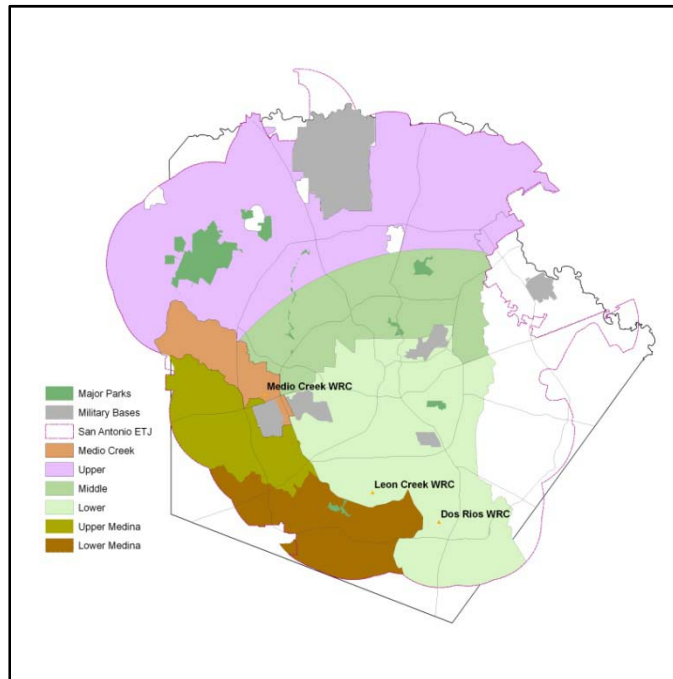 Medio Creek WRC
Leon Creek WRC
Dos Rios WRC
Major Parks
Military Bases
San Antonio ETJ
Medio Creek
Upper
Middle
Lower
Upper Medina
Lower Medina